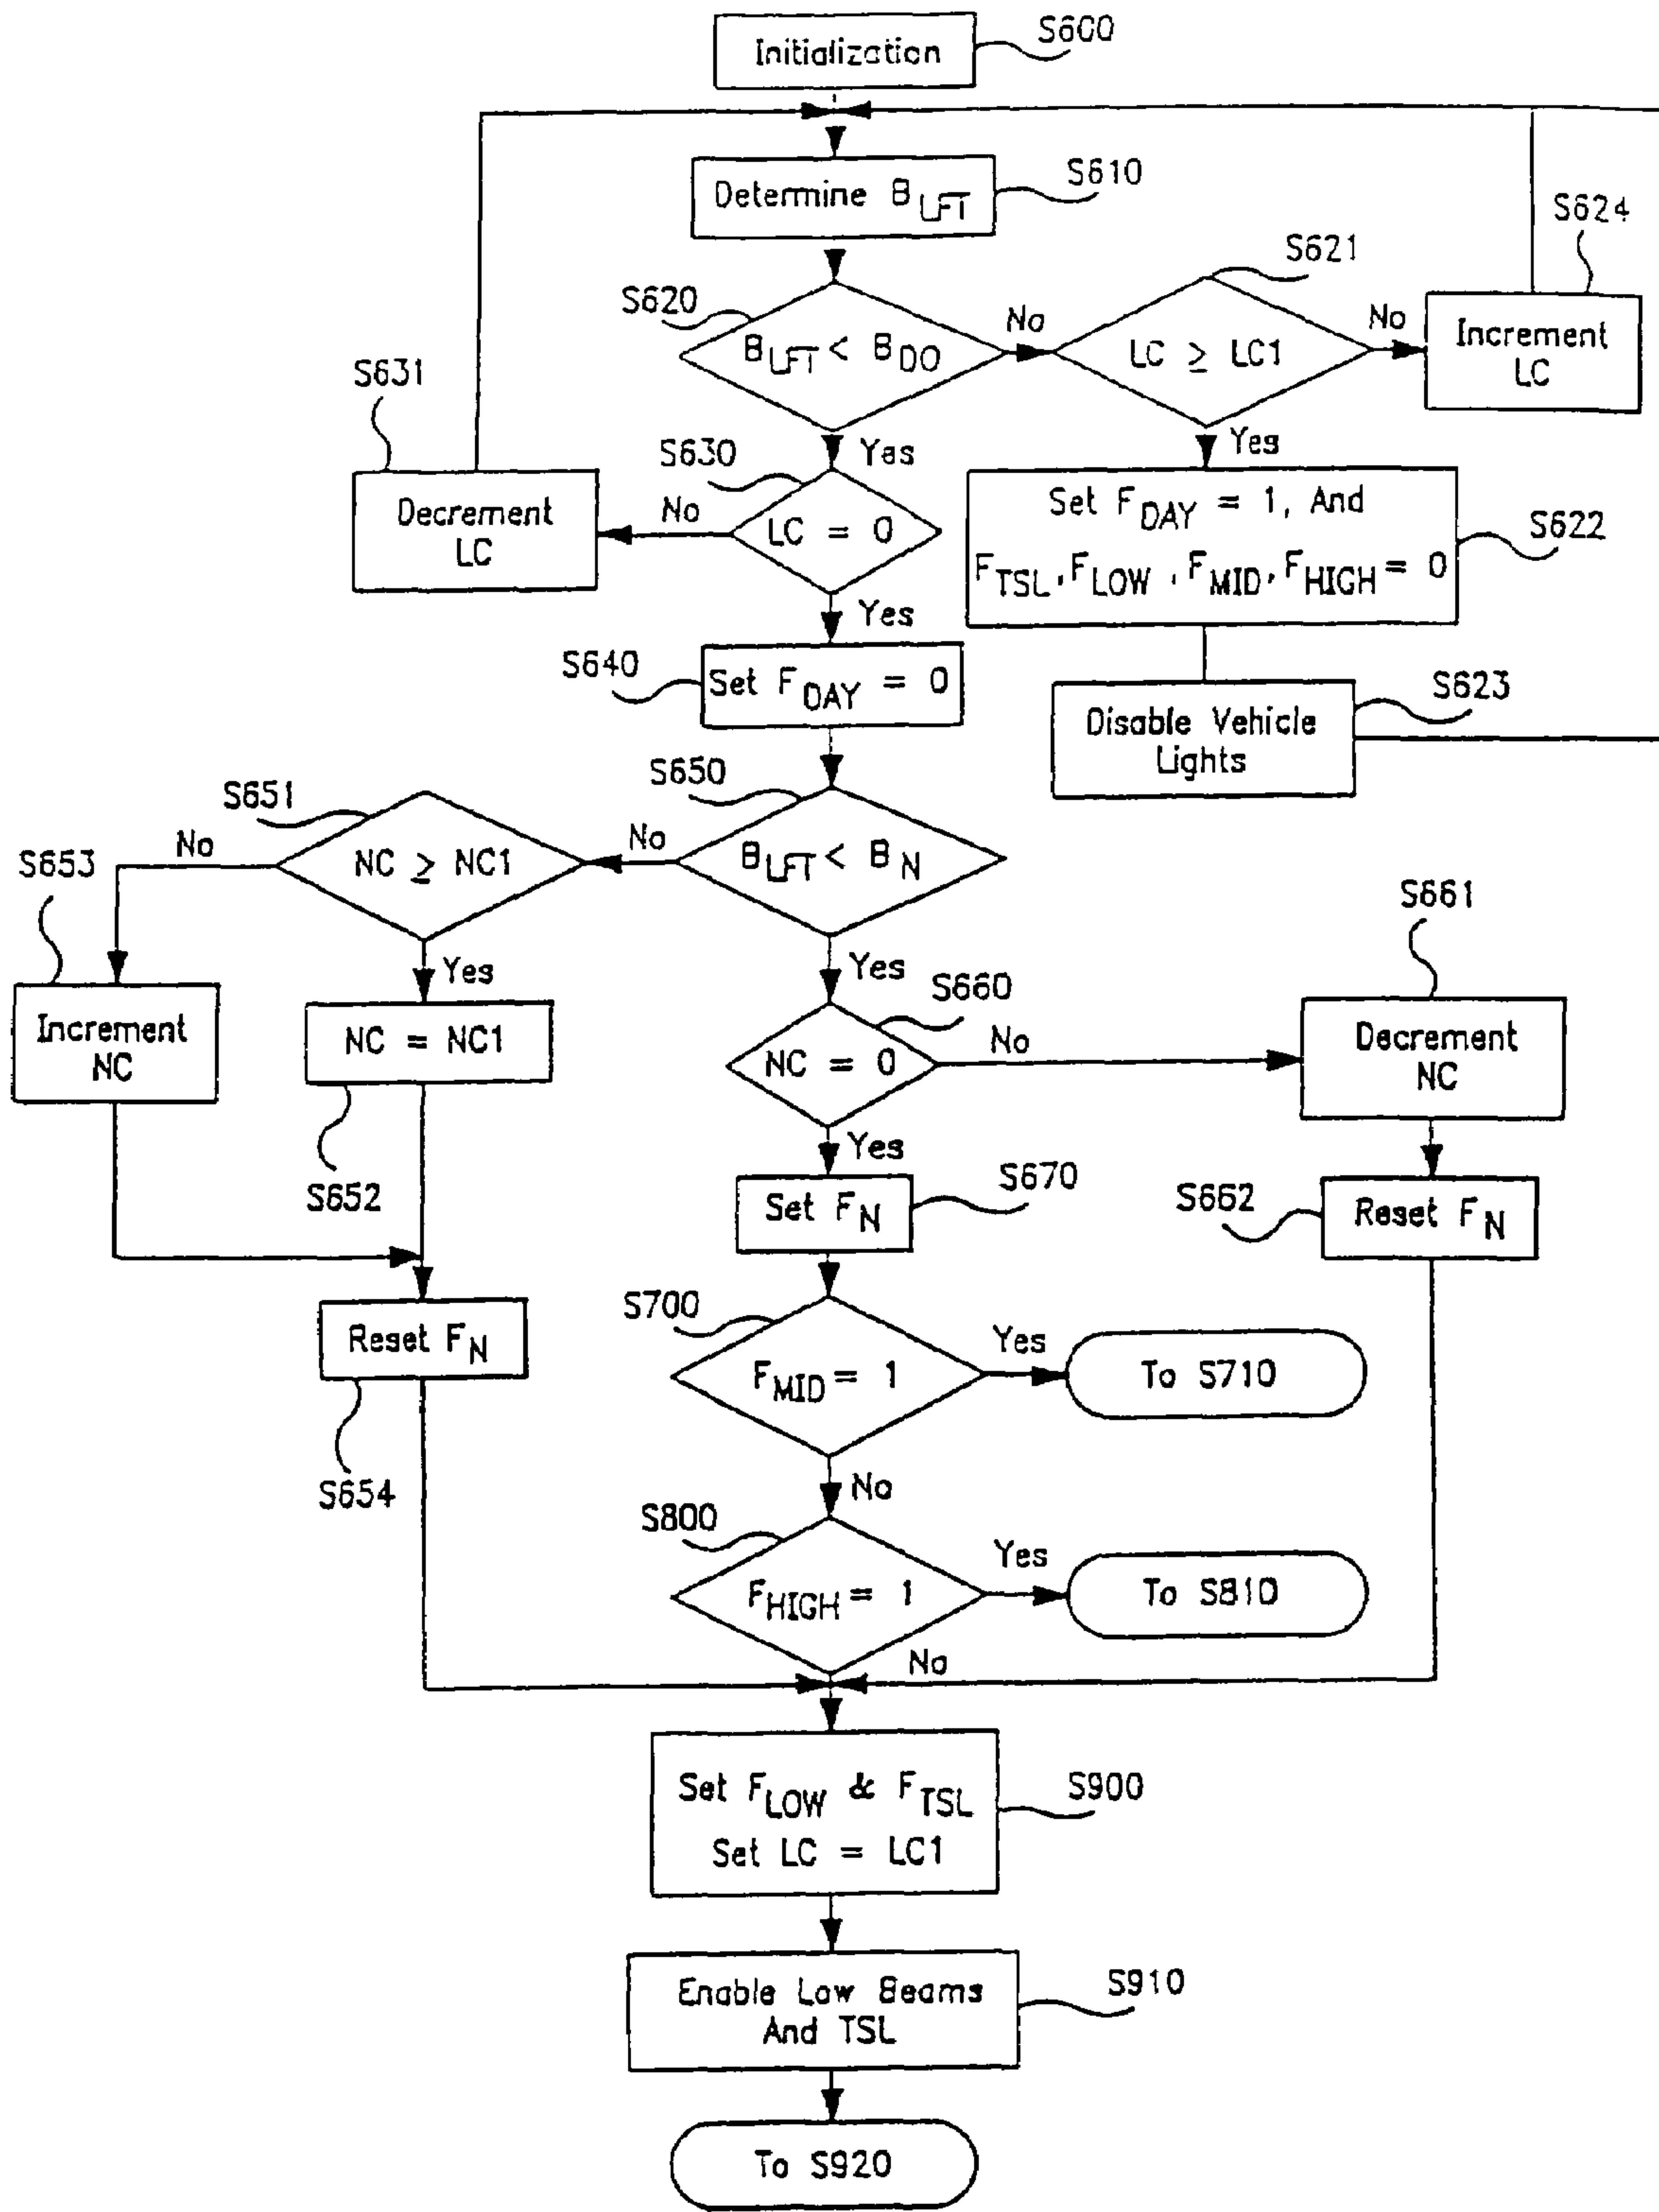 Initialization
S600
Determine B LFT
S610
S624
S621
S620
B LFT < B DO
No
LC ≥ LC1
No
Increment
LC
S631
Yes
Yes
S630
Decrement
LC
No
LC = 0
Set F DAY = 1, And
F TSL, F LOW, F MID, F HIGH = 0
S622
Yes
S640
Set F DAY = 0
S623
Disable Vehicle
Lights
S650
S651
No
NC ≥ NC1
No
B LFT < B N
S653
S661
Yes
Yes
S660
Increment
NC
NC = NC1
NC = 0
No
Decrement
NC
Yes
S652
S670
Set F N
S662
Reset F N
S700
Reset F N
F MID = 1
Yes
To S710
S654
No
S800
F HIGH = 1
Yes
To S810
No
Set F LOW & F TSL
Set LC = LC1
S900
Enable Low Beams
And TSL
S910
To S920